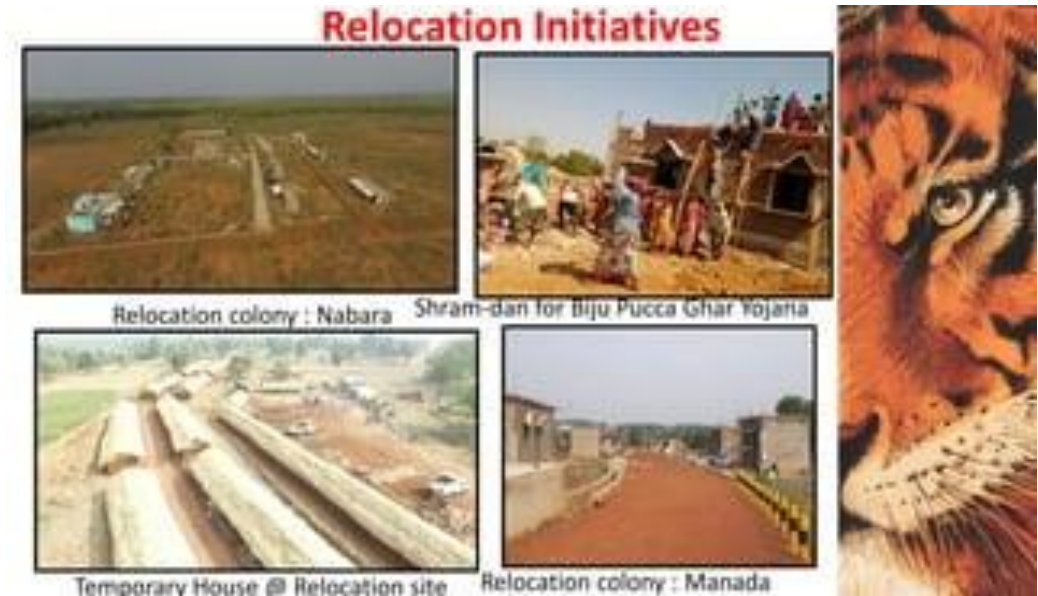 Relocation Initiatives
Relocation colony : Nabara
Shram-dan for Biju Pucca Ghar Yojana
Temporary House @ Relocation site
Relocation colony : Manada